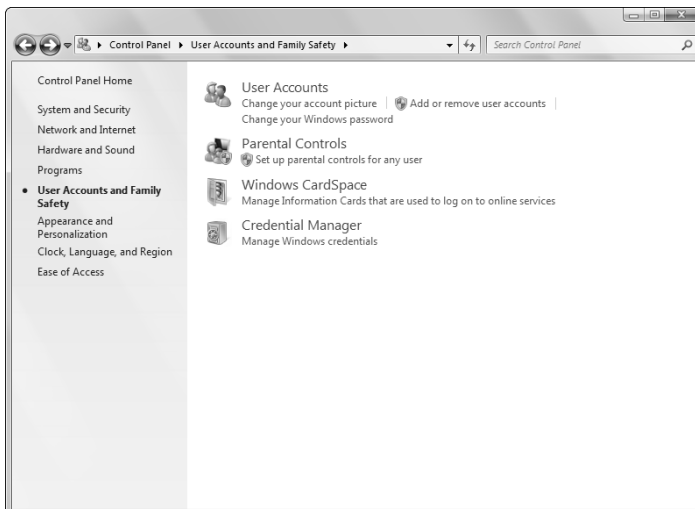 Control Panel
User Accounts and Family Safety
Search Control Panel
Control Panel Home
System and Security
Network and Internet
Hardware and Sound
Programs
User Accounts and Family
Safety
Appearance and
Personalization
Clock, Language, and Region
Ease of Access
User Accounts
Change your account picture
Add or remove user accounts
Change your Windows password
Parental Controls
Set up parental controls for any user
Windows CardSpace
Manage Information Cards that are used to log on to online services
Credential Manager
Manage Windows credentials